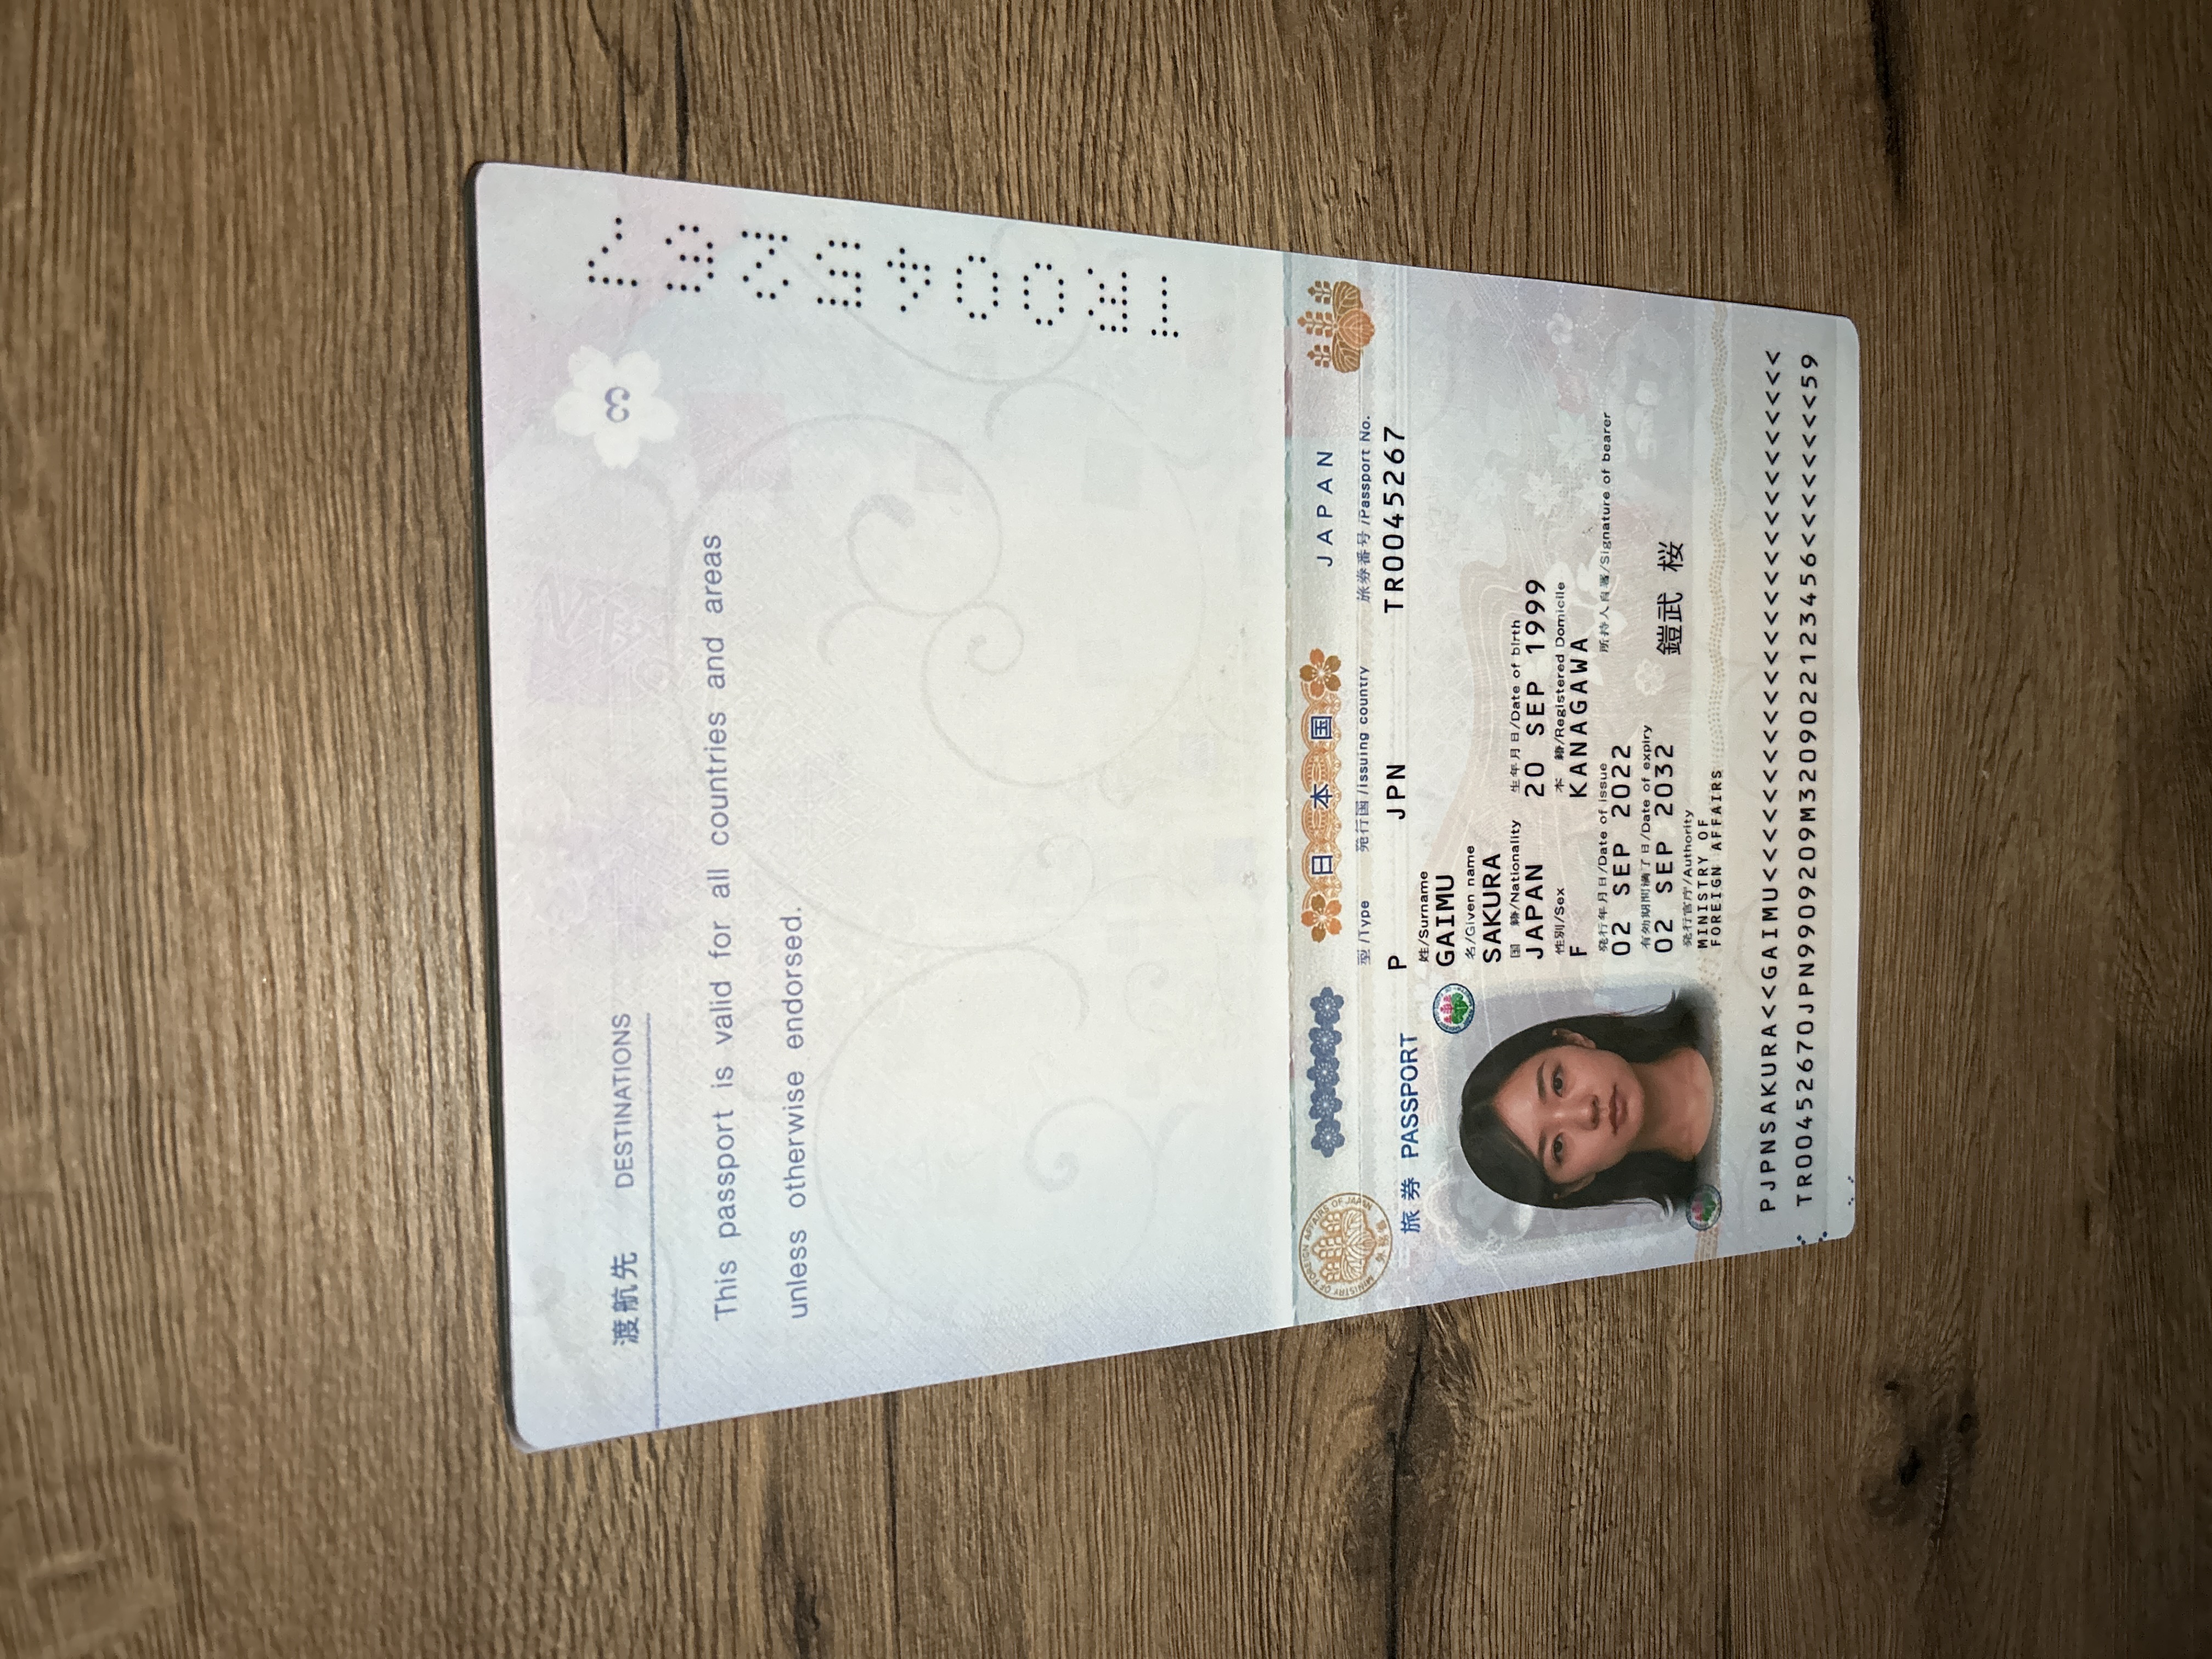 渡航先 DESTINATIONS
3
This passport is valid for all countries and areas
unless otherwise endorsed.
TR0045267
MINISTRY OF FOREIGN AFFAIRS OF JAPAN
外務省
日本国
JAPAN
型/Type 発行国/Issuing country 旅券番号/Passport No.
旅券 PASSPORT
P JPN TR0045267
姓/Surname
GAIMU
名/Given name
SAKURA
国 籍/Nationality 生年月日/Date of birth
JAPAN 20 SEP 1999
性別/Sex 本 籍/Registered Domicile
F KANAGAWA
発行年月日/Date of issue 所持人自署/Signature of bearer
02 SEP 2022
有効期間満了日/Date of expiry
02 SEP 2032
鎧武 桜
発行官庁/Authority
MINISTRY OF
FOREIGN AFFAIRS
PJPNSAKURA<<GAIMU<<<<<<<<<<<<<<<<<<<<<<<<<<<
TR00452670JPN9909209M3209022123456<<<<<<<<59